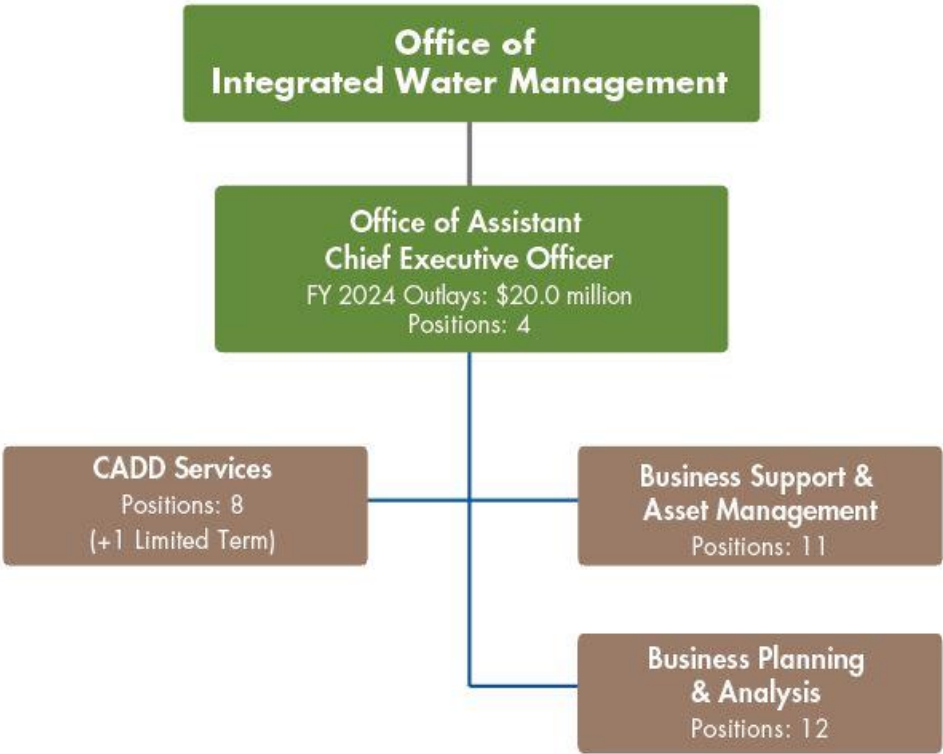 Office of
Integrated Water Management
Office of Assistant
Chief Executive Officer
FY 2024 Outlays: $20.0 million
Positions: 4
CADD Services
Positions: 8
(+1 Limited Term)
Business Support &
Asset Management
Positions: 11
Business Planning
& Analysis
Positions: 12